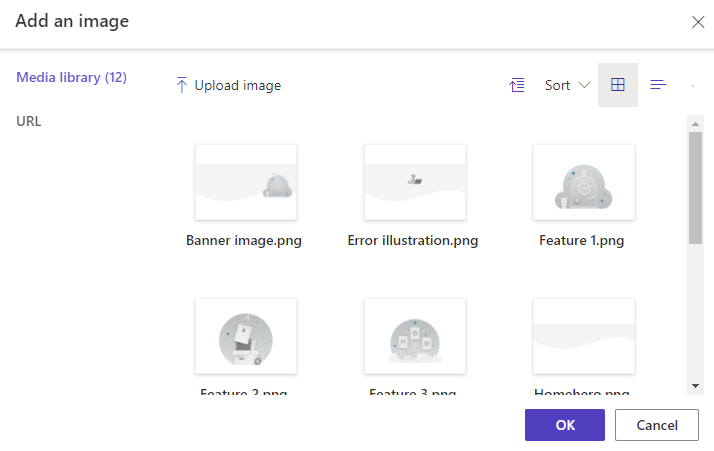 Add an image
Media library (12)
Upload image
Sort
URL
Banner image.png
Error illustration.png
Feature 1.png
Feature 2.png
Feature 3.png
Homehero.png
OK
Cancel